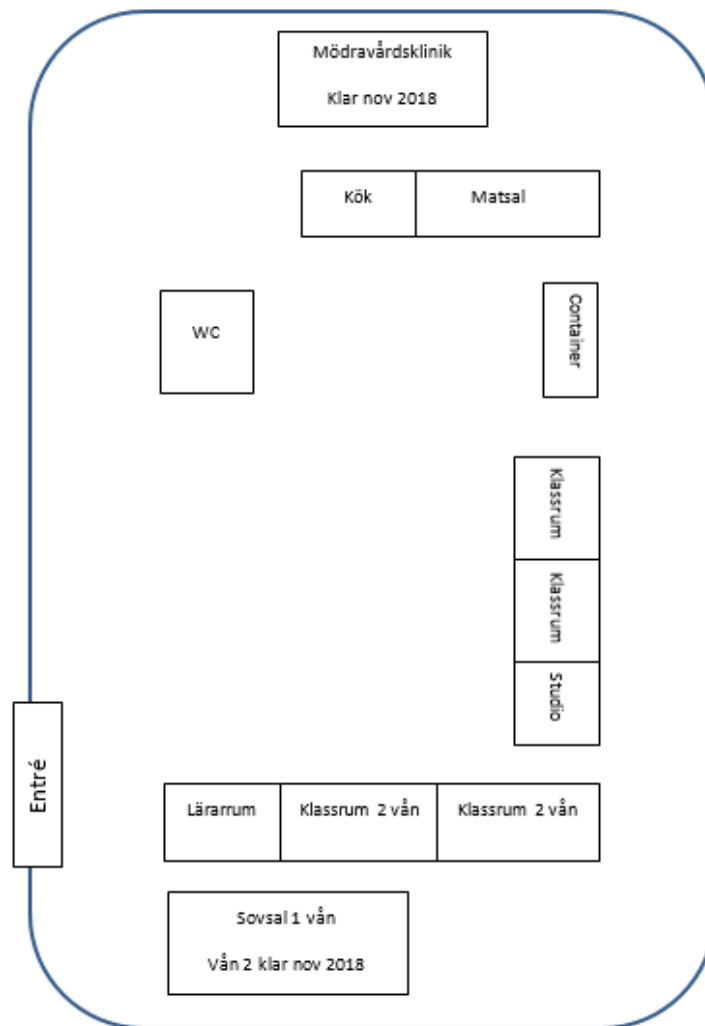 Mödravårdsklinik
Klar nov 2018
Kök
Matsal
WC
Container
Klassrum
Klassrum
Studio
Entré
Lärarrum
Klassrum 2 vån
Klassrum 2 vån
Sovsal 1 vån
Vån 2 klar nov 2018